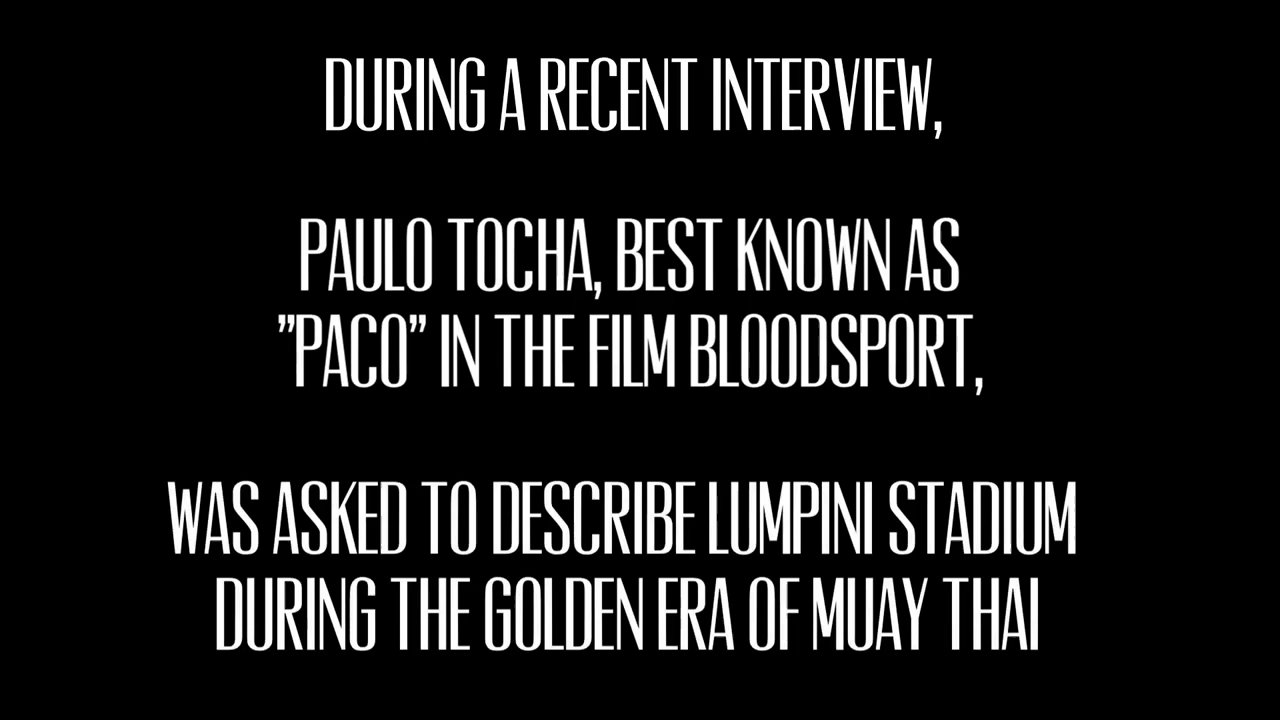 DURING A RECENT INTERVIEW,
PAULO TOCHA, BEST KNOWN AS
”PACO” IN THE FILM BLOODSPORT,
WAS ASKED TO DESCRIBE LUMPINI STADIUM
DURING THE GOLDEN ERA OF MUAY THAI